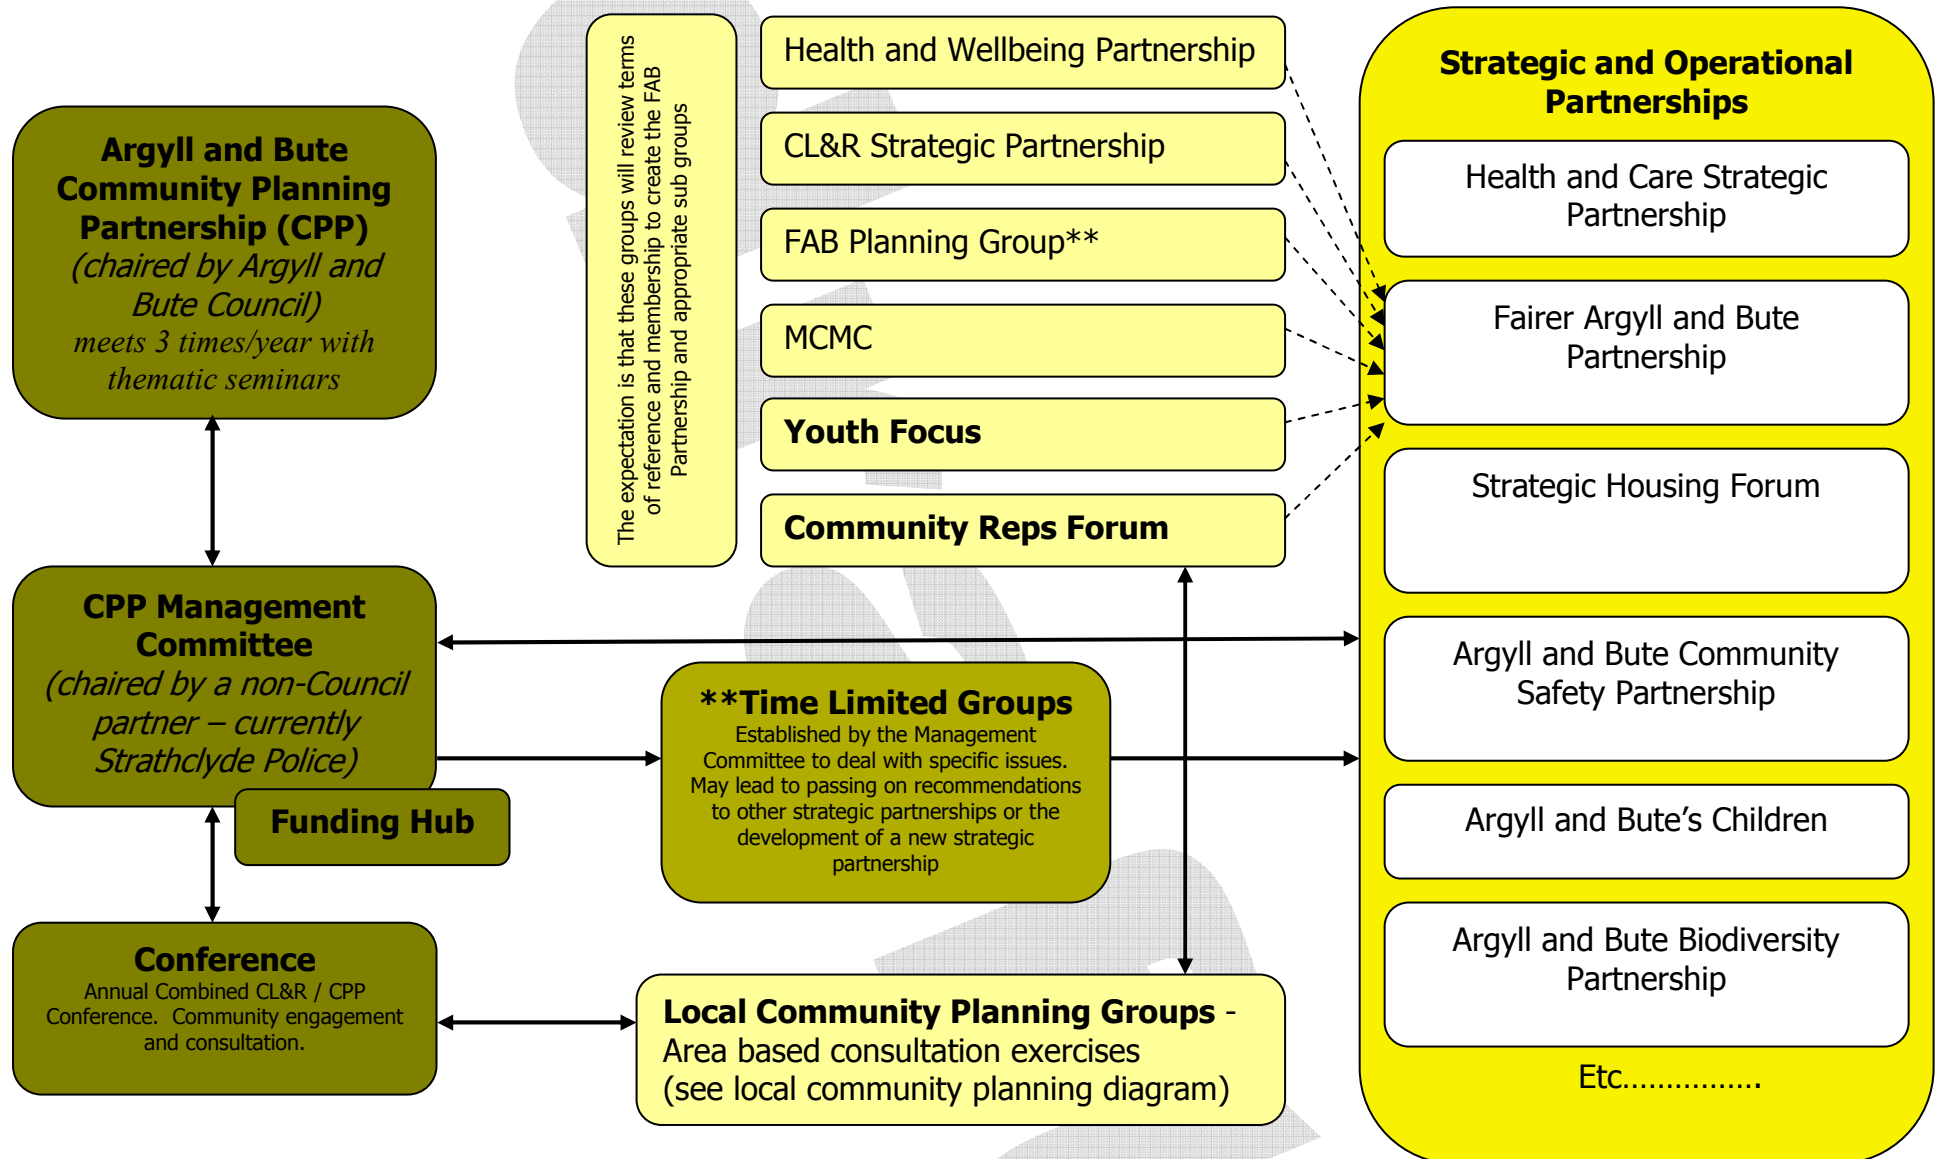 Argyll and Bute
Community Planning
Partnership (CPP)
(chaired by Argyll and
Bute Council)
meets 3 times/year with
thematic seminars
CPP Management
Committee
(chaired by a non-Council
partner – currently
Strathclyde Police)
Funding Hub
Conference
Annual Combined CL&R / CPP
Conference.  Community engagement
and consultation.
The expectation is that these groups will review terms
of reference and membership to create the FAB
Partnership and appropriate sub groups
Health and Wellbeing Partnership
CL&R Strategic Partnership
FAB Planning Group**
MCMC
Youth Focus
Community Reps Forum
**Time Limited Groups
Established by the Management
Committee to deal with specific issues.
May lead to passing on recommendations
to other strategic partnerships or the
development of a new strategic
partnership
Local Community Planning Groups -
Area based consultation exercises
(see local community planning diagram)
Strategic and Operational
Partnerships
Health and Care Strategic
Partnership
Fairer Argyll and Bute
Partnership
Strategic Housing Forum
Argyll and Bute Community
Safety Partnership
Argyll and Bute’s Children
Argyll and Bute Biodiversity
Partnership
Etc……………